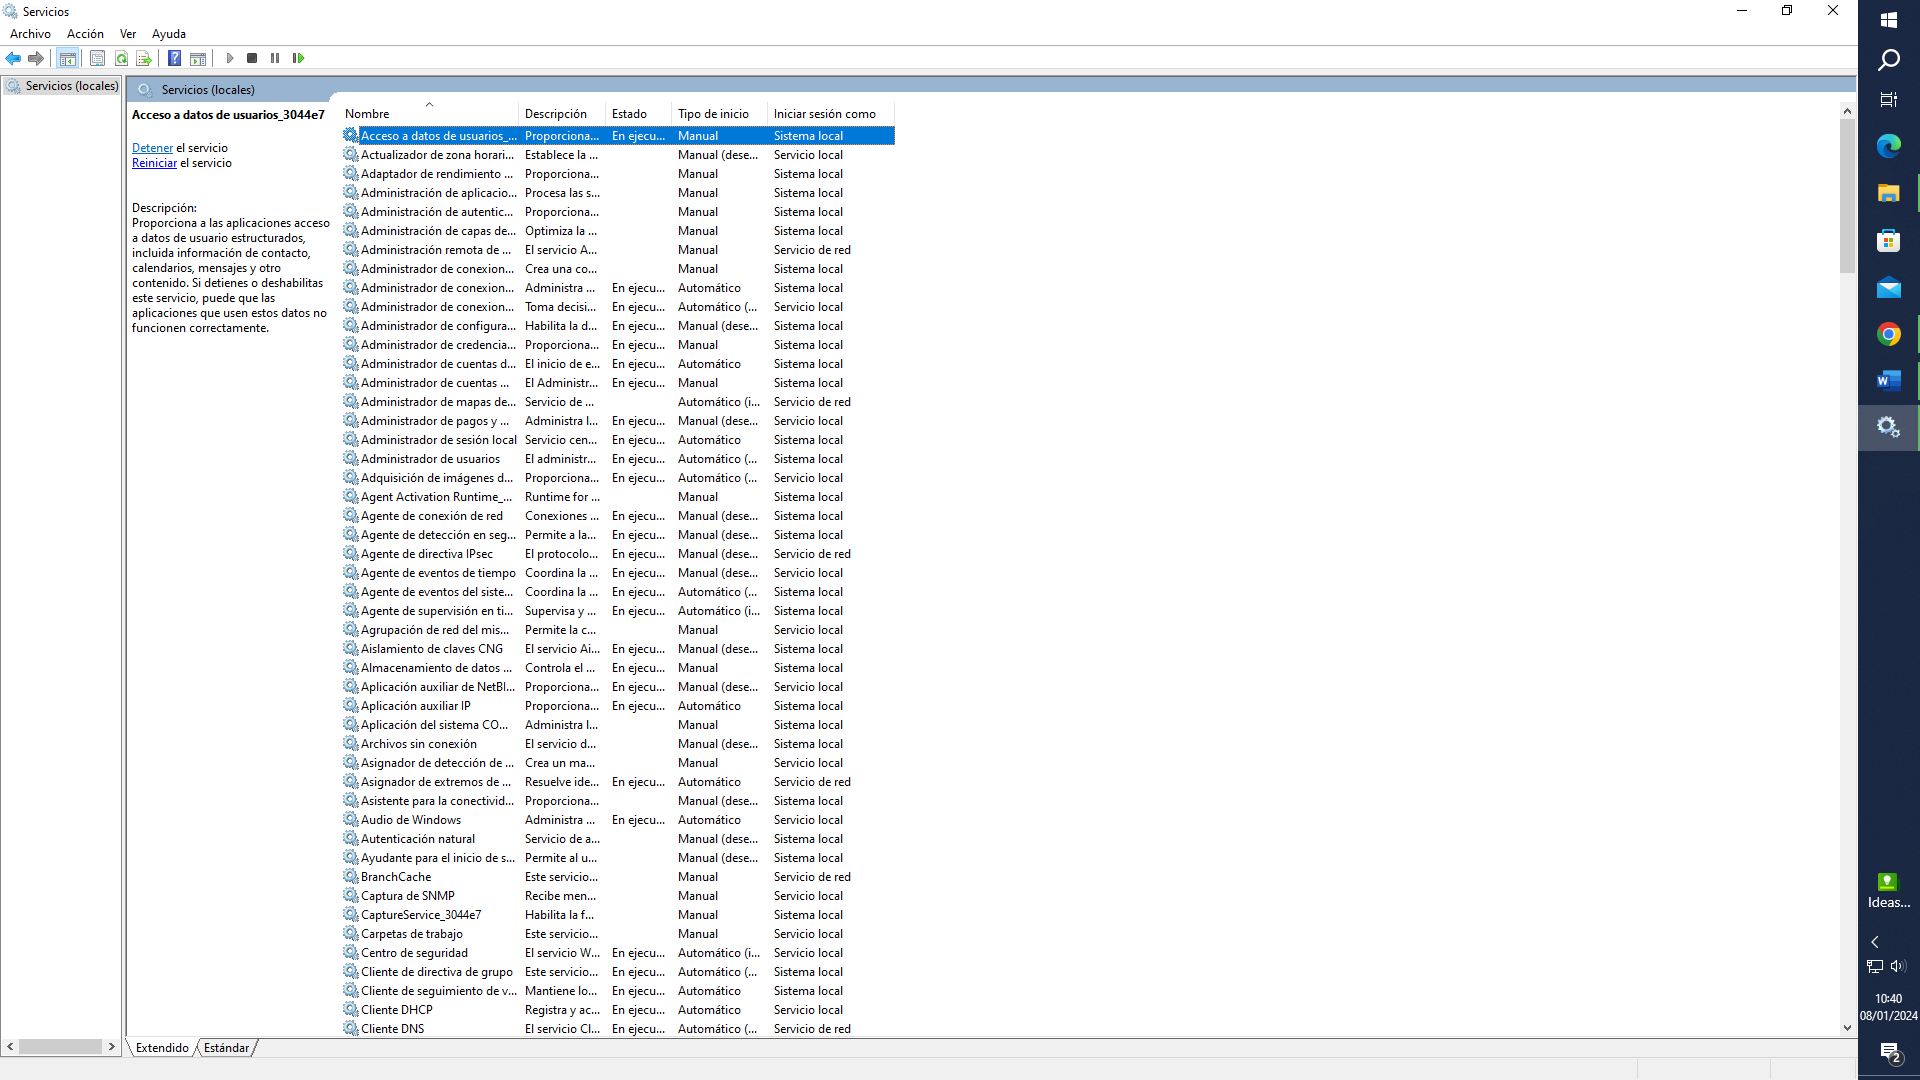 Servicios
Archivo Acción Ver Ayuda
Servicios (locales)
Servicios (locales)
Acceso a datos de usuarios_3044e7
Detener el servicio
Reiniciar el servicio
Descripción:
Proporciona a las aplicaciones acceso
a datos de usuario estructurados,
incluida información de contacto,
calendarios, mensajes y otro
contenido. Si detienes o deshabilitas
este servicio, puede que las
aplicaciones que usen estos datos no
funcionen correctamente.
Nombre Descripción Estado Tipo de inicio Iniciar sesión como
Acceso a datos de usuarios_... Proporciona... En ejecu... Manual Sistema local
Actualizador de zona horari... Establece la ... Manual (dese... Servicio local
Adaptador de rendimiento ... Proporciona... Manual Sistema local
Administración de aplicacio... Procesa las s... Manual Sistema local
Administración de autentic... Proporciona... Manual Sistema local
Administración de capas de... Optimiza la ... Manual Sistema local
Administración remota de ... El servicio A... Manual Servicio de red
Administrador de conexion... Crea una co... Manual Sistema local
Administrador de conexion... Administra ... En ejecu... Automático Sistema local
Administrador de conexion... Toma decisi... En ejecu... Automático (... Servicio local
Administrador de configura... Habilita la d... En ejecu... Manual (dese... Sistema local
Administrador de credencia... Proporciona... En ejecu... Manual Sistema local
Administrador de cuentas d... El inicio de e... En ejecu... Automático Sistema local
Administrador de cuentas ... El Administr... En ejecu... Manual Sistema local
Administrador de mapas de... Servicio de ... Automático (i... Servicio de red
Administrador de pagos y ... Administra l... En ejecu... Manual (dese... Servicio local
Administrador de sesión local Servicio cen... En ejecu... Automático Sistema local
Administrador de usuarios El administr... En ejecu... Automático (... Sistema local
Adquisición de imágenes d... Proporciona... En ejecu... Automático (... Servicio local
Agent Activation Runtime_... Runtime for ... Manual Sistema local
Agente de conexión de red Conexiones ... En ejecu... Manual (dese... Sistema local
Agente de detección en seg... Permite a la... En ejecu... Manual (dese... Sistema local
Agente de directiva IPsec El protocolo... En ejecu... Manual (dese... Servicio de red
Agente de eventos de tiempo Coordina la ... En ejecu... Manual (dese... Servicio local
Agente de eventos del siste... Coordina la ... En ejecu... Automático (... Sistema local
Agente de supervisión en ti... Supervisa y ... En ejecu... Automático (i... Sistema local
Agrupación de red del mis... Permite la c... Manual Servicio local
Aislamiento de claves CNG El servicio Ai... En ejecu... Manual (dese... Sistema local
Almacenamiento de datos ... Controla el ... En ejecu... Manual Sistema local
Aplicación auxiliar de NetBI... Proporciona... En ejecu... Manual (dese... Servicio local
Aplicación auxiliar IP Proporciona... En ejecu... Automático Sistema local
Aplicación del sistema CO... Administra l... Manual Sistema local
Archivos sin conexión El servicio d... Manual (dese... Sistema local
Asignador de detección de ... Crea un ma... Manual Servicio local
Asignador de extremos de ... Resuelve ide... En ejecu... Automático Servicio de red
Asistente para la conectivid... Proporciona... Manual (dese... Sistema local
Audio de Windows Administra ... En ejecu... Automático Servicio local
Autenticación natural Servicio de a... Manual (dese... Sistema local
Ayudante para el inicio de s... Permite al u... Manual (dese... Sistema local
BranchCache Este servicio... Manual Servicio de red
Captura de SNMP Recibe men... Manual Servicio local
CaptureService_3044e7 Habilita la f... Manual Sistema local
Carpetas de trabajo Este servicio... Manual Servicio local
Centro de seguridad El servicio W... En ejecu... Automático (i... Servicio local
Cliente de directiva de grupo Este servicio... En ejecu... Automático (... Sistema local
Cliente de seguimiento de v... Mantiene lo... En ejecu... Automático Sistema local
Cliente DHCP Registra y ac... En ejecu... Automático Servicio local
Cliente DNS El servicio Cl... En ejecu... Automático (... Servicio de red
Extendido Estándar
W
Ideas...
10:40
08/01/2024
2